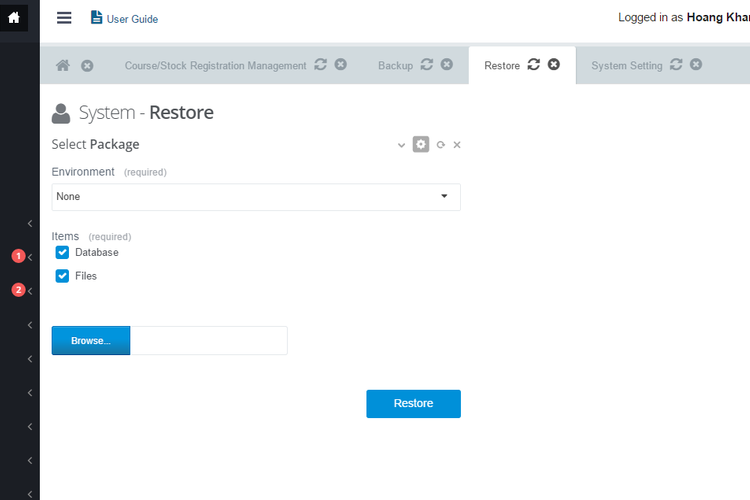 User Guide
Logged in as Hoang Khan
Course/Stock Registration Management
Backup
Restore
System Setting
System - Restore
Select Package
Environment (required)
None
Items (required)
Database
1
Files
2
Browse...
Restore